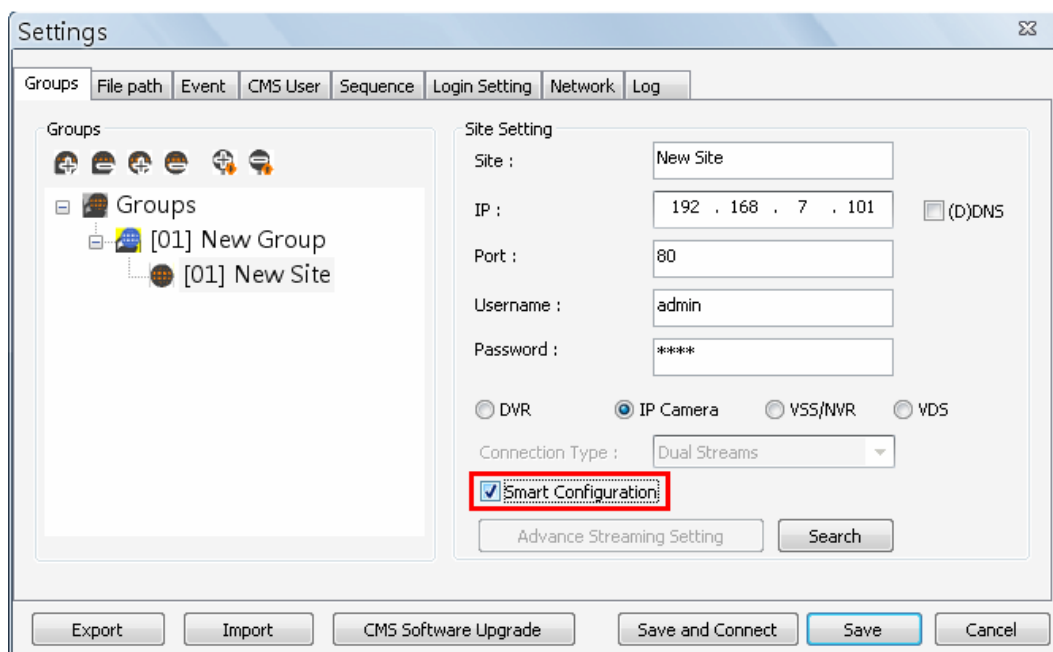 Settings
Groups File path Event CMS User Sequence Login Setting Network Log
Groups
Groups
[01] New Group
[01] New Site
Site Setting
Site : New Site
IP : 192 . 168 . 7 . 101 (D)DNS
Port : 80
Username : admin
Password : ****
DVR IP Camera VSS/NVR VDS
Connection Type : Dual Streams
Smart Configuration
Advance Streaming Setting Search
Export Import CMS Software Upgrade Save and Connect Save Cancel